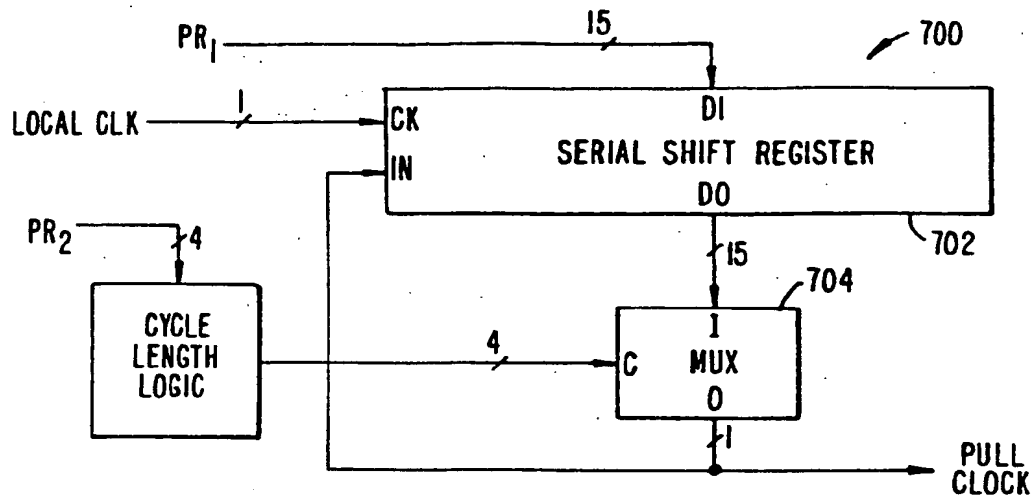 PR1
15
700
LOCAL CLK
1
CK
DI
SERIAL SHIFT REGISTER
IN
DO
702
PR2
4
15
704
CYCLE
LENGTH
LOGIC
4
C
I
MUX
O
1
PULL
CLOCK